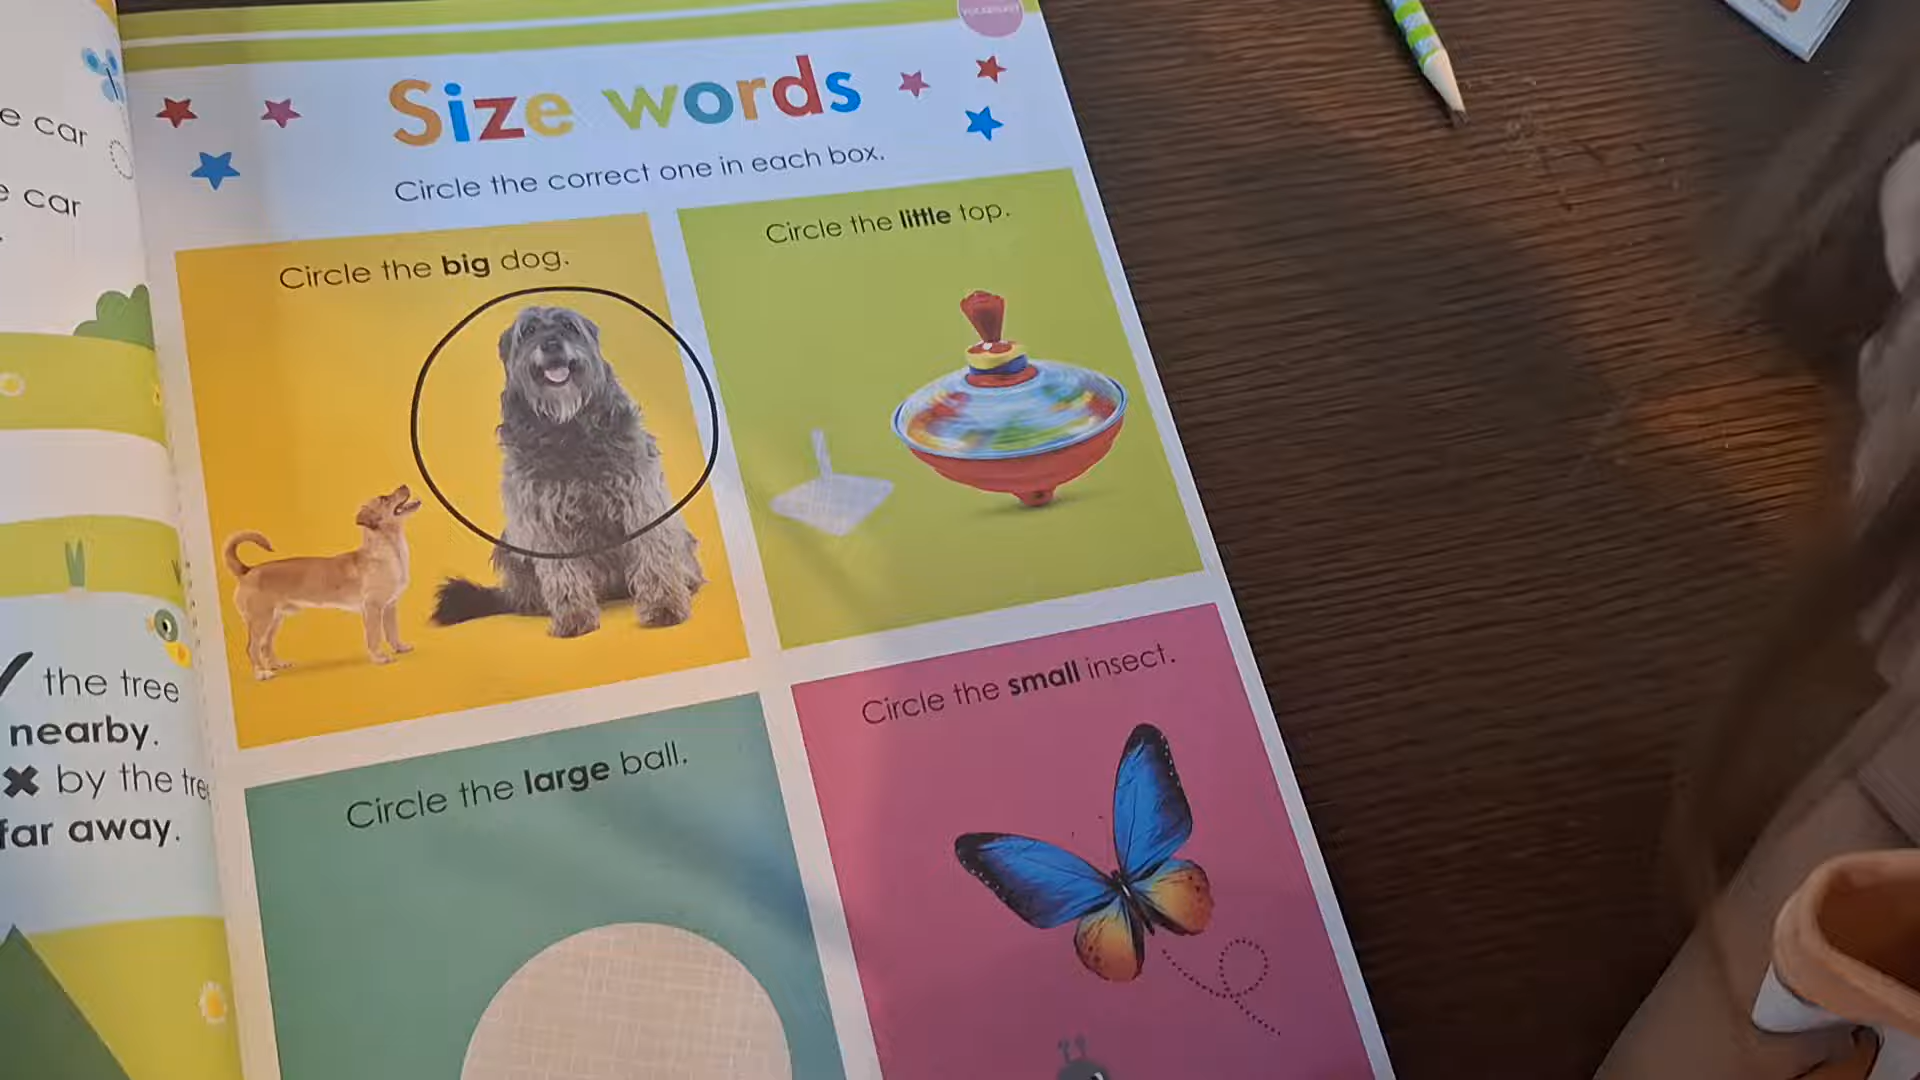 e car
e car
the tree
nearby.
by the tre
far away.
VOCABULARY
Size words
Circle the correct one in each box.
Circle the big dog.
Circle the little top.
Circle the large ball.
Circle the small insect.